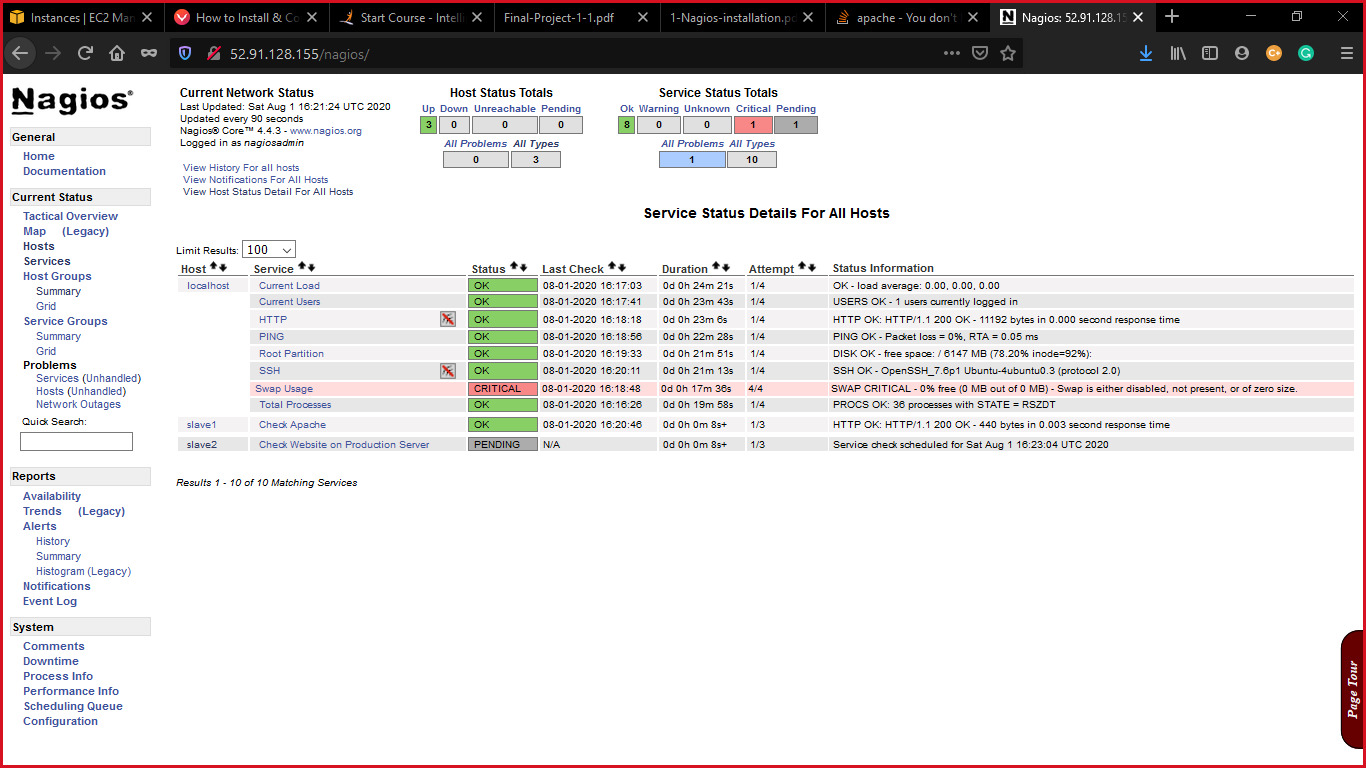 Instances | EC2 Man
How to Install & Co
Start Course - Intelli
Final-Project-1-1.pdf
1-Nagios-installation.pd
apache - You don't
Nagios: 52.91.128.15
52.91.128.155/nagios/
Nagios®
General
Home
Documentation
Current Status
Tactical Overview
Map (Legacy)
Hosts
Services
Host Groups
Summary
Grid
Service Groups
Summary
Grid
Problems
Services (Unhandled)
Hosts (Unhandled)
Network Outages
Quick Search:
Reports
Availability
Trends (Legacy)
Alerts
History
Summary
Histogram (Legacy)
Notifications
Event Log
System
Comments
Downtime
Process Info
Performance Info
Scheduling Queue
Configuration
Current Network Status
Last Updated: Sat Aug 1 16:21:24 UTC 2020
Updated every 90 seconds
Nagios® Core™ 4.4.3 - www.nagios.org
Logged in as nagiosadmin
View History For all hosts
View Notifications For All Hosts
View Host Status Detail For All Hosts
Host Status Totals
Up Down Unreachable Pending
3 0 0 0
All Problems All Types
0 3
Service Status Totals
Ok Warning Unknown Critical Pending
8 0 0 1 1
All Problems All Types
1 10
Service Status Details For All Hosts
Limit Results: 100
Host Service Status Last Check Duration Attempt Status Information
localhost Current Load OK 08-01-2020 16:17:03 0d 0h 24m 21s 1/4 OK - load average: 0.00, 0.00, 0.00
Current Users OK 08-01-2020 16:17:41 0d 0h 23m 43s 1/4 USERS OK - 1 users currently logged in
HTTP OK 08-01-2020 16:18:18 0d 0h 23m 6s 1/4 HTTP OK: HTTP/1.1 200 OK - 11192 bytes in 0.000 second response time
PING OK 08-01-2020 16:18:56 0d 0h 22m 28s 1/4 PING OK - Packet loss = 0%, RTA = 0.05 ms
Root Partition OK 08-01-2020 16:19:33 0d 0h 21m 51s 1/4 DISK OK - free space: / 6147 MB (78.20% inode=92%):
SSH OK 08-01-2020 16:20:11 0d 0h 21m 13s 1/4 SSH OK - OpenSSH_7.6p1 Ubuntu-4ubuntu0.3 (protocol 2.0)
Swap Usage CRITICAL 08-01-2020 16:18:48 0d 0h 17m 36s 4/4 SWAP CRITICAL - 0% free (0 MB out of 0 MB) - Swap is either disabled, not present, or of zero size.
Total Processes OK 08-01-2020 16:16:26 0d 0h 19m 58s 1/4 PROCS OK: 36 processes with STATE = RSZDT
slave1 Check Apache OK 08-01-2020 16:20:46 0d 0h 0m 8s+ 1/3 HTTP OK: HTTP/1.1 200 OK - 440 bytes in 0.003 second response time
slave2 Check Website on Production Server PENDING N/A 0d 0h 0m 8s+ 1/3 Service check scheduled for Sat Aug 1 16:23:04 UTC 2020
Results 1 - 10 of 10 Matching Services
Page Tour